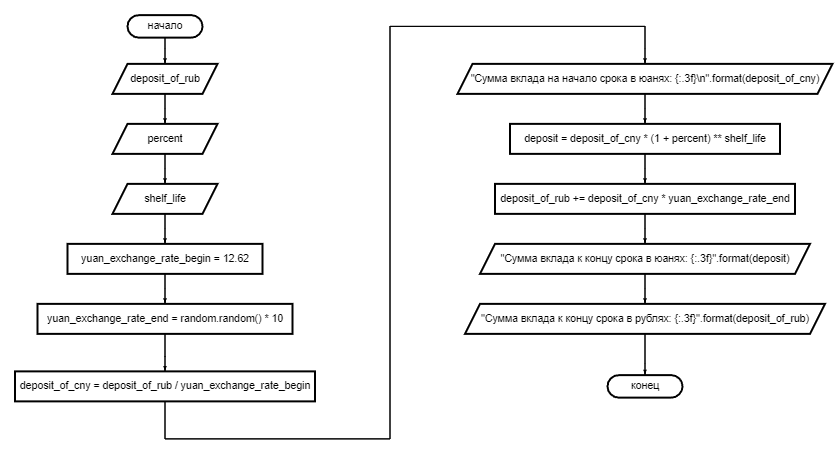 начало
deposit_of_rub
percent
shelf_life
yuan_exchange_rate_begin = 12.62
yuan_exchange_rate_end = random.random() * 10
deposit_of_cny = deposit_of_rub / yuan_exchange_rate_begin
"Сумма вклада на начало срока в юанях: {:.3f}\n".format(deposit_of_cny)
deposit = deposit_of_cny * (1 + percent) ** shelf_life
deposit_of_rub += deposit_of_cny * yuan_exchange_rate_end
"Сумма вклада к концу срока в юанях: {:.3f}".format(deposit)
"Сумма вклада к концу срока в рублях: {:.3f}".format(deposit_of_rub)
конец